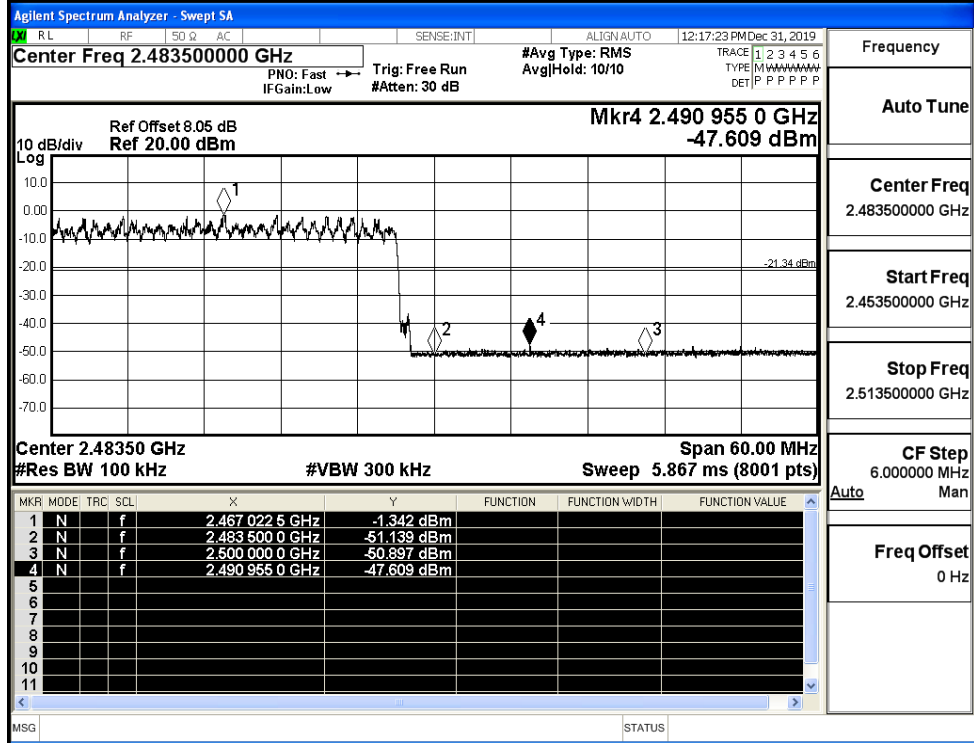 Agilent Spectrum Analyzer - Swept SA
LXI RL RF 50 Ω AC SENSE:INT ALIGN AUTO 12:17:23 PM Dec 31, 2019
Center Freq 2.483500000 GHz
PNO: Fast
IFGain:Low
Trig: Free Run
#Atten: 30 dB
#Avg Type: RMS
Avg|Hold: 10/10
TRACE 1 2 3 4 5 6
TYPE M W W W W W
DET P P P P P P
Mkr4 2.490 955 0 GHz
-47.609 dBm
Ref Offset 8.05 dB
10 dB/div Ref 20.00 dBm
Log
10.0
0.00
-10.0
-20.0
-30.0
-40.0
-50.0
-60.0
-70.0
1
-21.34 dBm
2
4
3
Center 2.48350 GHz Span 60.00 MHz
#Res BW 100 kHz #VBW 300 kHz Sweep 5.867 ms (8001 pts)
MKR MODE TRC SCL X Y FUNCTION FUNCTION WIDTH FUNCTION VALUE
1 N f 2.467 022 5 GHz -1.342 dBm
2 N f 2.483 500 0 GHz -51.139 dBm
3 N f 2.500 000 0 GHz -50.897 dBm
4 N f 2.490 955 0 GHz -47.609 dBm
5
6
7
8
9
10
11
MSG STATUS
Frequency
Auto Tune
Center Freq
2.483500000 GHz
Start Freq
2.453500000 GHz
Stop Freq
2.513500000 GHz
CF Step
6.000000 MHz
Auto Man
Freq Offset
0 Hz